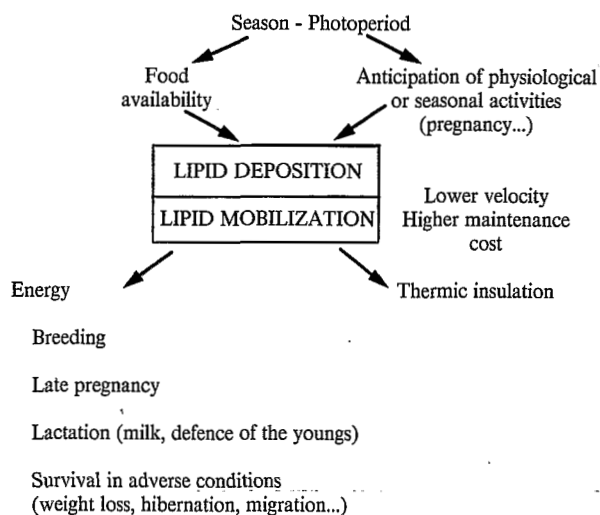 Season - Photoperiod
Food
availability
Anticipation of physiological
or seasonal activities
(pregnancy...)
LIPID DEPOSITION
LIPID MOBILIZATION
Lower velocity
Higher maintenance
cost
Energy
Thermic insulation
Breeding
Late pregnancy
Lactation (milk, defence of the youngs)
Survival in adverse conditions
(weight loss, hibernation, migration...)